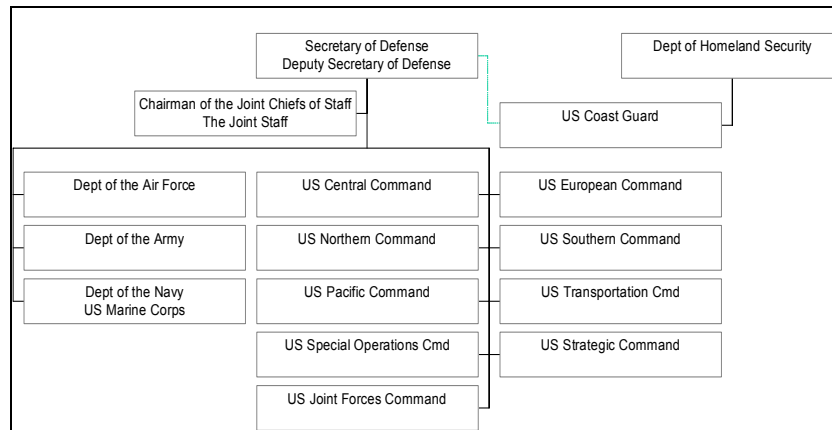 Secretary of Defense
Deputy Secretary of Defense
Dept of Homeland Security
Chairman of the Joint Chiefs of Staff
The Joint Staff
US Coast Guard
Dept of the Air Force
US Central Command
US European Command
Dept of the Army
US Northern Command
US Southern Command
Dept of the Navy
US Marine Corps
US Pacific Command
US Transportation Cmd
US Special Operations Cmd
US Strategic Command
US Joint Forces Command